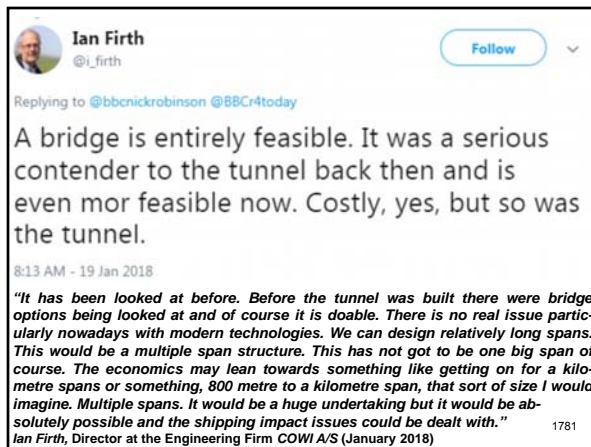 Ian Firth
@i_firth
Follow
Replying to @bbcnickrobinson @BBCr4today
A bridge is entirely feasible. It was a serious
contender to the tunnel back then and is
even mor feasible now. Costly, yes, but so was
the tunnel.
8:13 AM - 19 Jan 2018
"It has been looked at before. Before the tunnel was built there were bridge
options being looked at and of course it is doable. There is no real issue partic-
ularly nowadays with modern technologies. We can design relatively long spans.
This would be a multiple span structure. This has not got to be one big span of
course. The economics may lean towards something like getting on for a kilo-
metre spans or something, 800 metre to a kilometre span, that sort of size I would
imagine. Multiple spans. It would be a huge undertaking but it would be ab-
solutely possible and the shipping impact issues could be dealt with."
Ian Firth, Director at the Engineering Firm COWI A/S (January 2018)
1781